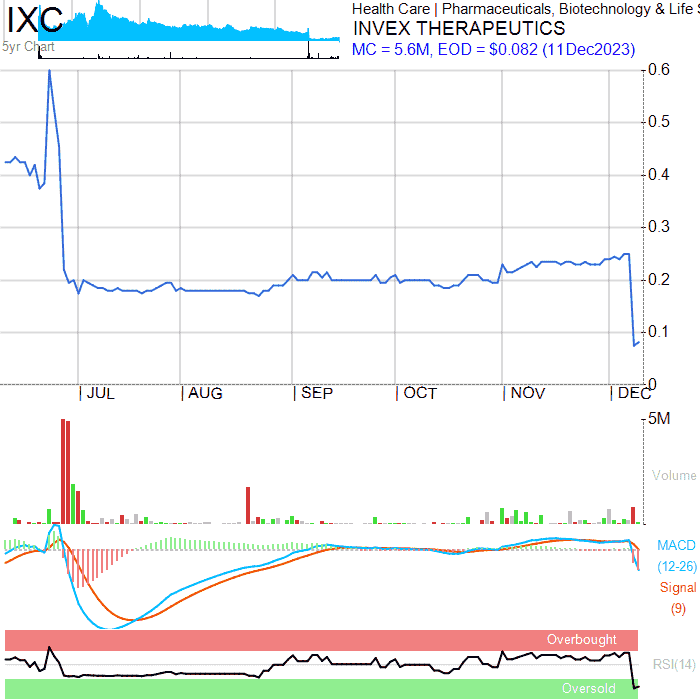 IXC
5yr Chart
Health Care | Pharmaceuticals, Biotechnology & Life S
INVEX THERAPEUTICS
MC = 5.6M, EOD = $0.082 (11Dec2023)
0.6
0.5
0.4
0.3
0.2
0.1
0
JUL AUG SEP OCT NOV DEC
5M
Volume
MACD
(12-26)
Signal
(9)
Overbought
RSI(14)
Oversold